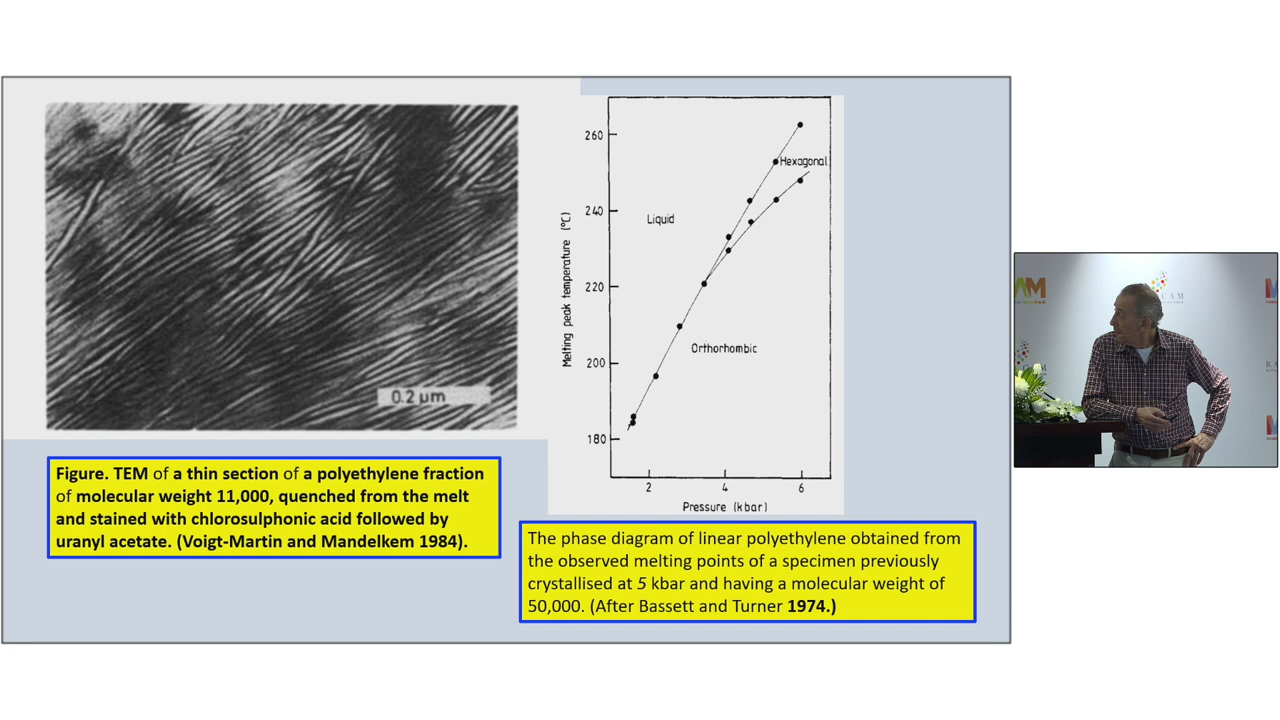 0.2 µm
Figure. TEM of a thin section of a polyethylene fraction
of molecular weight 11,000, quenched from the melt
and stained with chlorosulphonic acid followed by
uranyl acetate. (Voigt-Martin and Mandelkem 1984).
Melting peak temperature (°C)
260
240
220
200
180
Liquid
Hexagonal
Orthorhombic
2 4 6
Pressure (kbar)
The phase diagram of linear polyethylene obtained from
the observed melting points of a specimen previously
crystallised at 5 kbar and having a molecular weight of
50,000. (After Bassett and Turner 1974.)
AM
CAM
M
RA